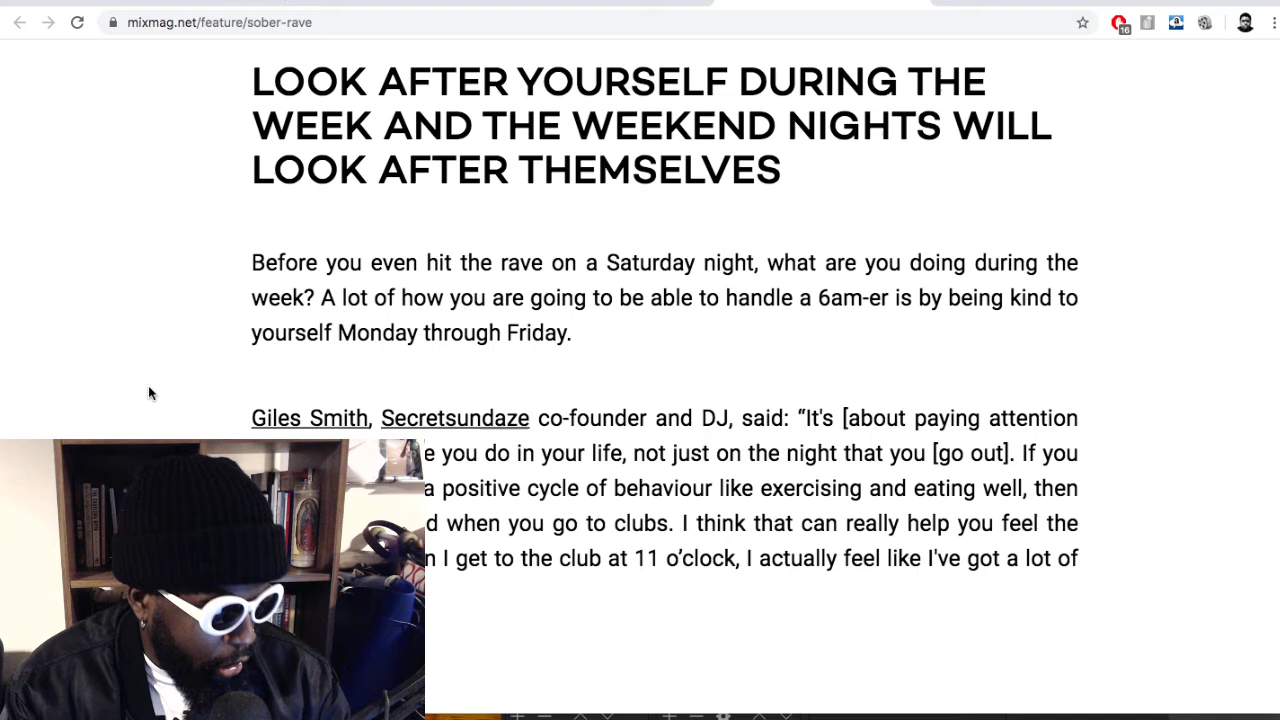 mixmag.net/feature/sober-rave
16
LOOK AFTER YOURSELF DURING THE
WEEK AND THE WEEKEND NIGHTS WILL
LOOK AFTER THEMSELVES
Before you even hit the rave on a Saturday night, what are you doing during the
week? A lot of how you are going to be able to handle a 6am-er is by being kind to
yourself Monday through Friday.
Giles Smith, Secretsundaze co-founder and DJ, said: “It's [about paying attention
you do in your life, not just on the night that you [go out]. If you
a positive cycle of behaviour like exercising and eating well, then
when you go to clubs. I think that can really help you feel the
I get to the club at 11 o’clock, I actually feel like I've got a lot of